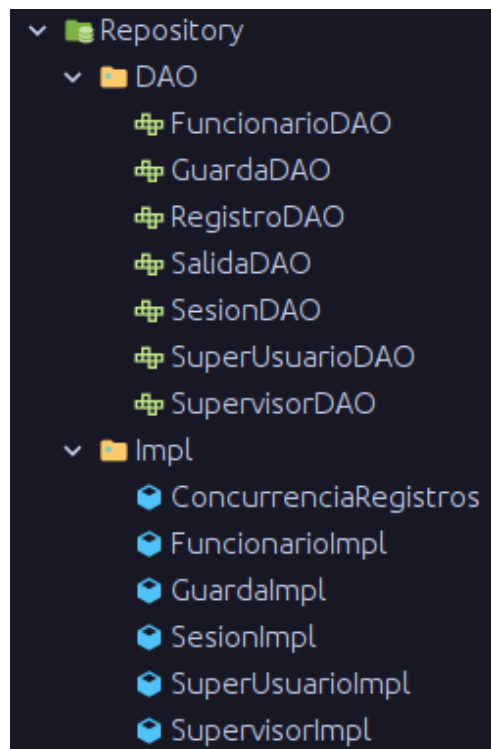 Repository
DAO
FuncionarioDAO
GuardaDAO
RegistroDAO
SalidaDAO
SesionDAO
SuperUsuarioDAO
SupervisorDAO
Impl
ConcurrenciaRegistros
FuncionarioImpl
GuardaImpl
SesionImpl
SuperUsuarioImpl
SupervisorImpl